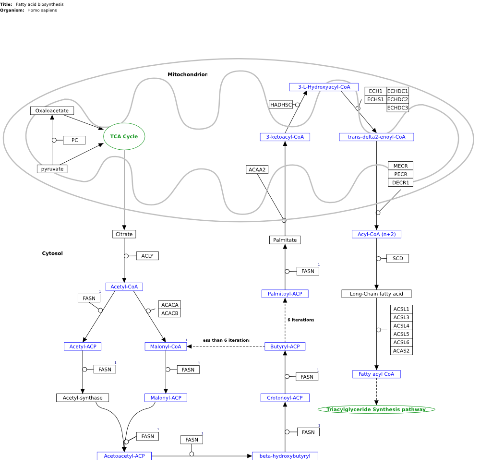 Title: Fatty acid biosynthesis
Organism: Homo sapiens
Mitochondrion
3-L-Hydroxyacyl-CoA
ECH1
ECHDC1
ECHS1
ECHDC2
ECHDC3
HADHSC
Oxaloacetate
TCA Cycle
PC
pyruvate
3-ketoacyl-CoA
trans-delta2-enoyl-CoA
ACAA2
MECR
PECR
DECR1
Citrate
Palmitate
Acyl-CoA (n+2)
Cytosol
ACLY
FASN
SCD
Acetyl-CoA
Palmitoyl-ACP
Long-Chain fatty acid
FASN
ACACA
ACACB
6 iterations
ACSL1
ACSL3
ACSL4
ACSL5
ACSL6
ACAS2
less than 6 iteration
Acetyl-ACP
Malonyl-CoA
Butyryl-ACP
FASN
FASN
FASN
Fatty acyl CoA
Acetyl-synthase
Malonyl-ACP
Crotonoyl-ACP
Triacylglyceride Synthesis pathway
FASN
FASN
FASN
Acetoacetyl-ACP
beta-hydroxybutyryl